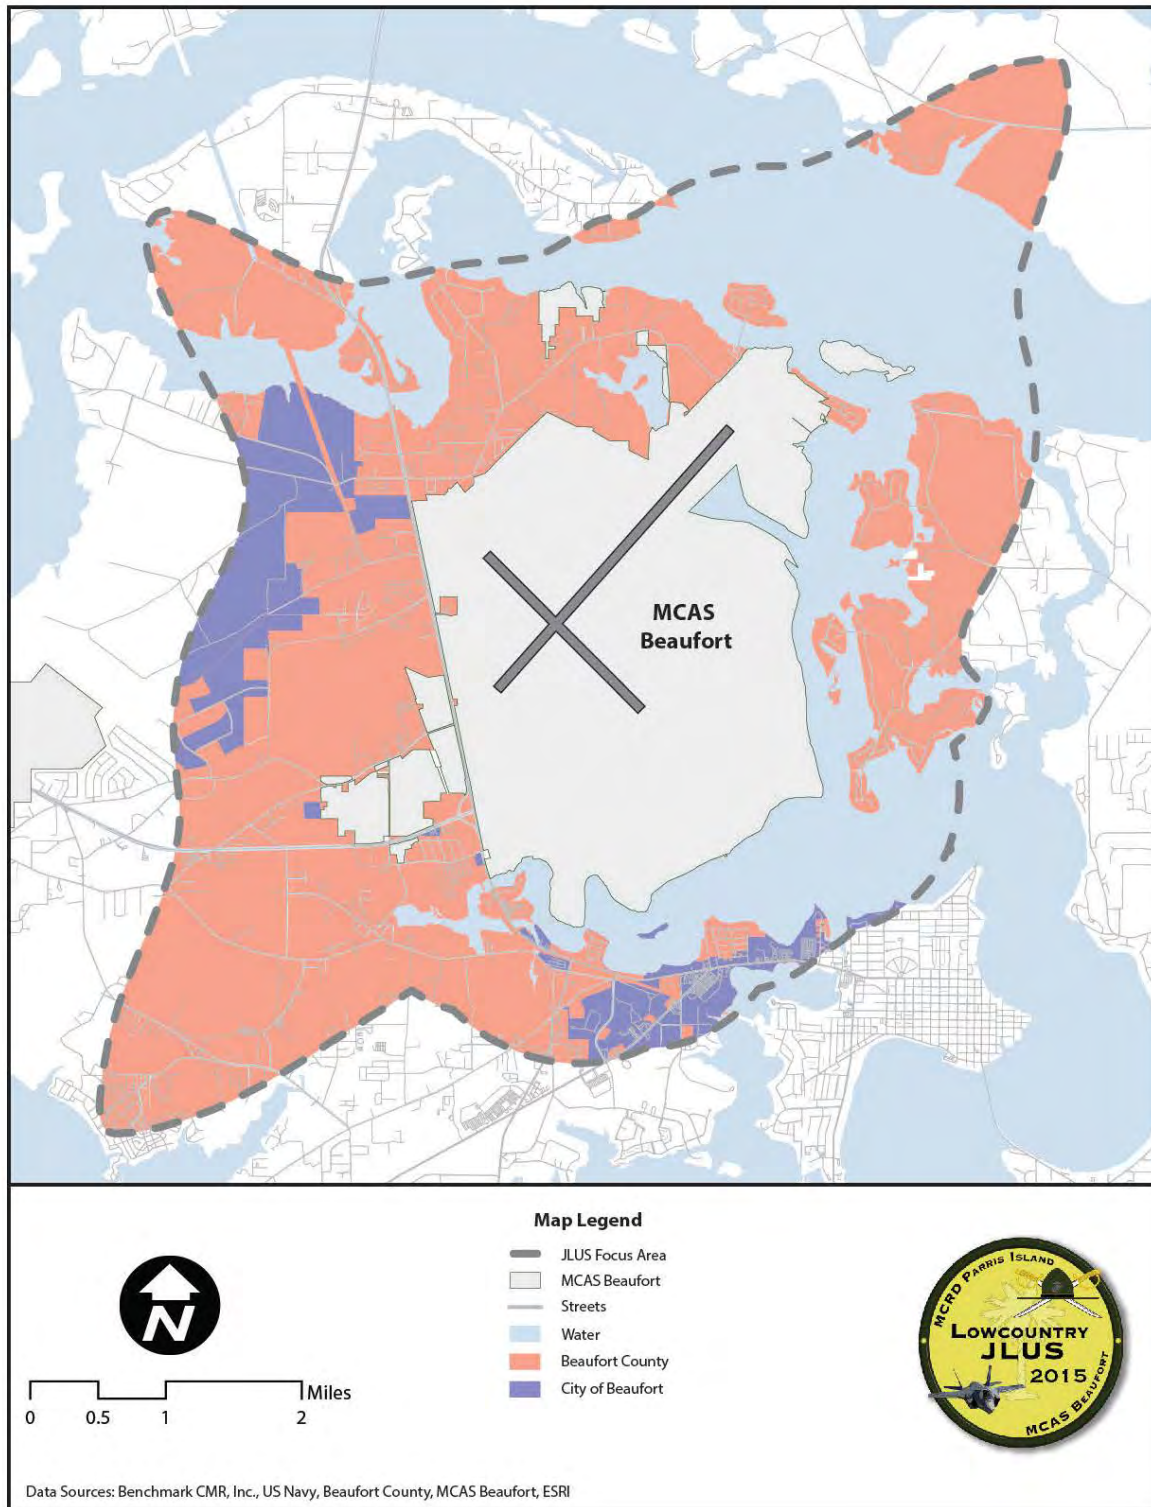 MCAS
Beaufort
Map Legend
JLUS Focus Area
MCAS Beaufort
Streets
Water
Beaufort County
City of Beaufort
N
Miles
0 0.5 1 2
MCRD PARRIS ISLAND
LOWCOUNTRY
JLUS
2015
MCAS BEAUFORT
Data Sources: Benchmark CMR, Inc., US Navy, Beaufort County, MCAS Beaufort, ESRI